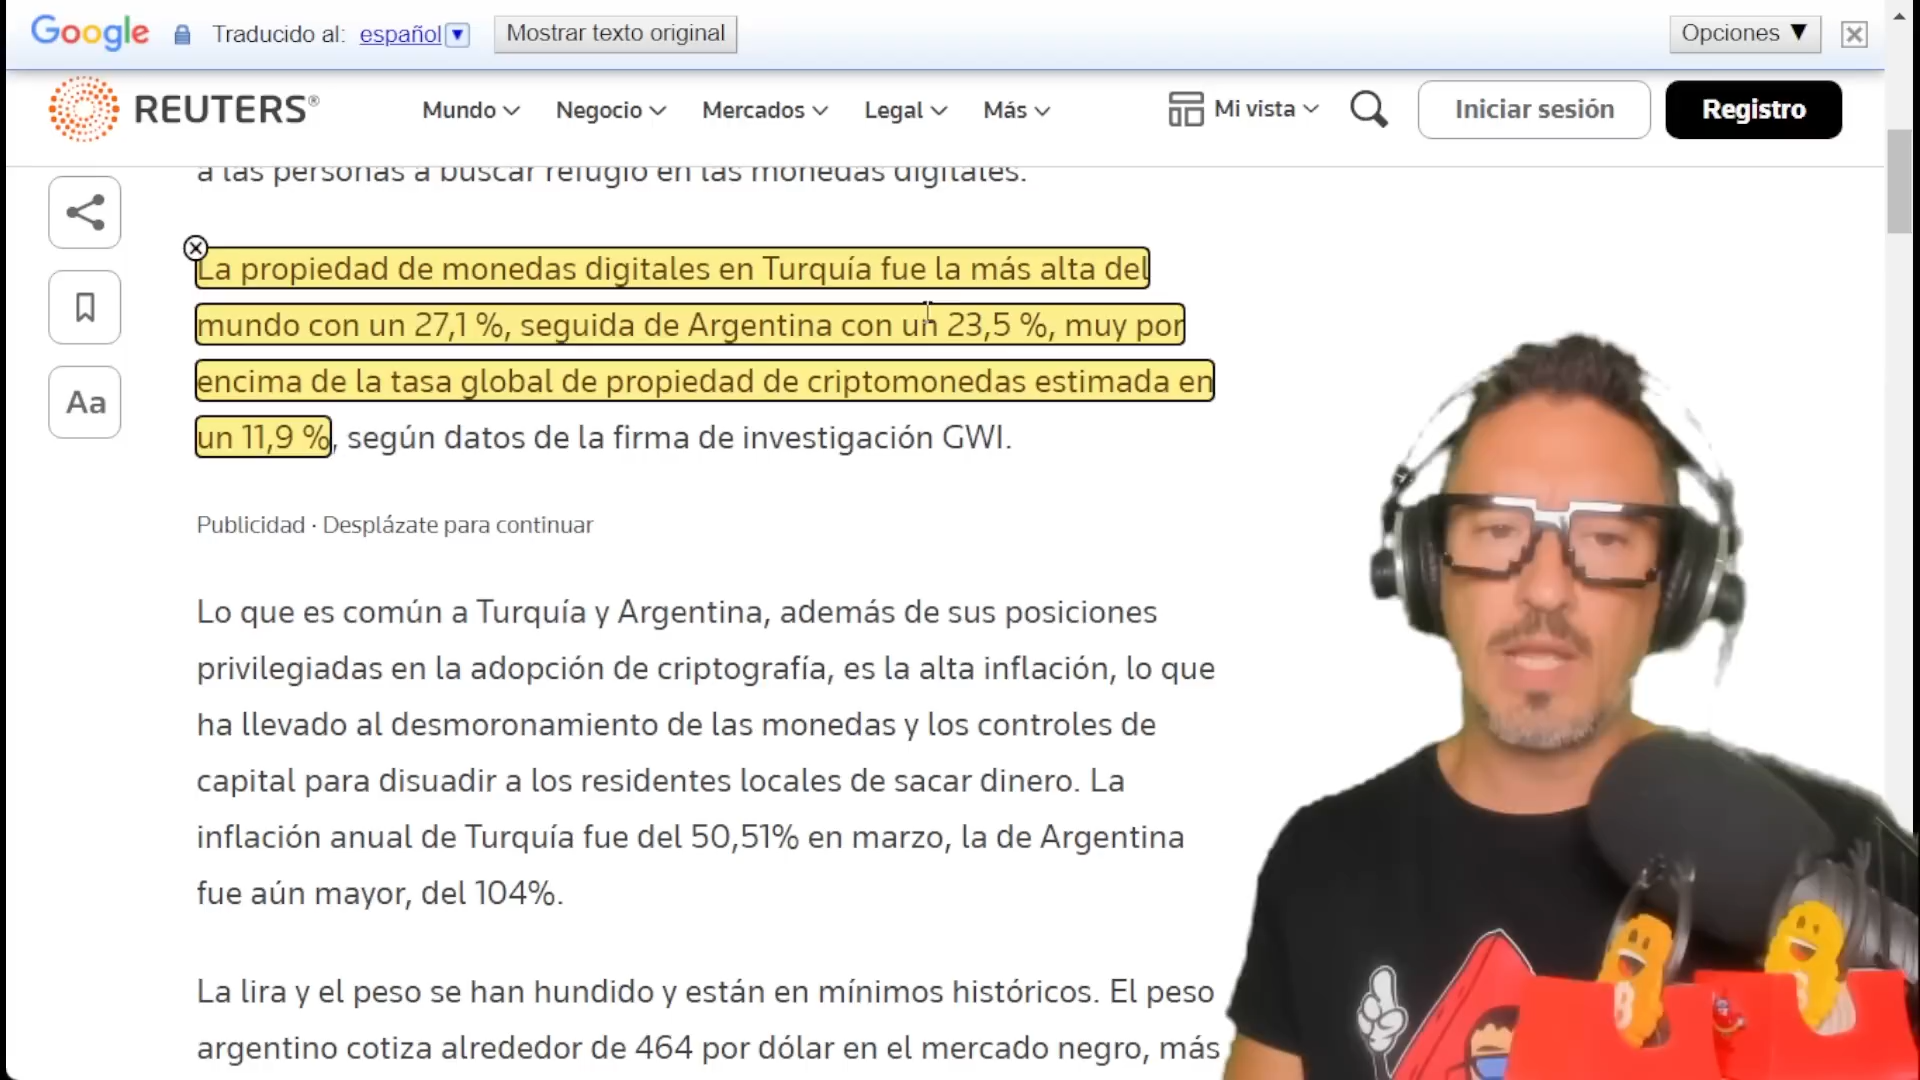 Google Traducido al: español Mostrar texto original Opciones ▼
REUTERS® Mundo Negocio Mercados Legal Más Mi vista Iniciar sesión Registro
a las personas a buscar refugio en las monedas digitales.
La propiedad de monedas digitales en Turquía fue la más alta del
mundo con un 27,1 %, seguida de Argentina con un 23,5 %, muy por
encima de la tasa global de propiedad de criptomonedas estimada en
un 11,9 %, según datos de la firma de investigación GWI.
Aa
Publicidad · Desplázate para continuar
Lo que es común a Turquía y Argentina, además de sus posiciones
privilegiadas en la adopción de criptografía, es la alta inflación, lo que
ha llevado al desmoronamiento de las monedas y los controles de
capital para disuadir a los residentes locales de sacar dinero. La
inflación anual de Turquía fue del 50,51% en marzo, la de Argentina
fue aún mayor, del 104%.
La lira y el peso se han hundido y están en mínimos históricos. El peso
argentino cotiza alrededor de 464 por dólar en el mercado negro, más